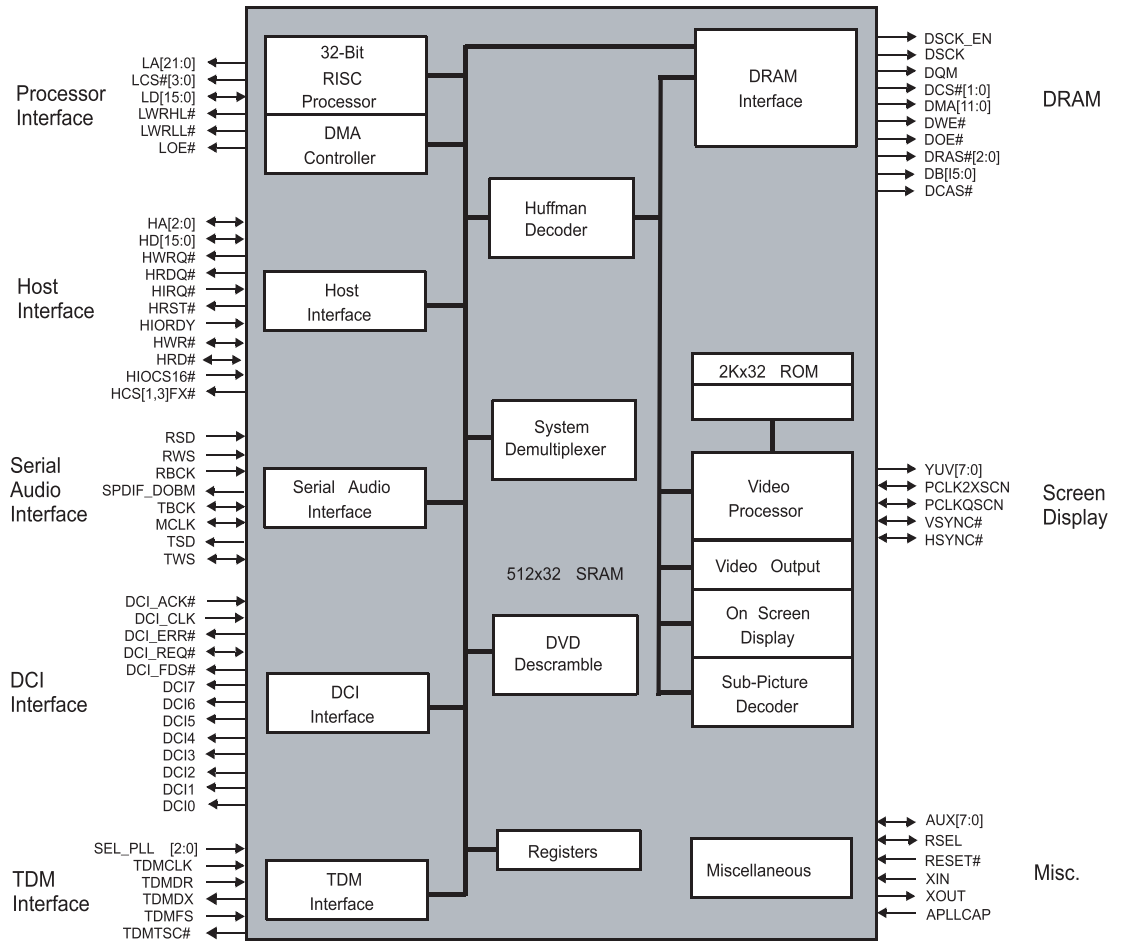 Processor
Interface
LA[21:0]
LCS#[3:0]
LD[15:0]
LWRHL#
LWRLL#
LOE#
Host
Interface
HA[2:0]
HD[15:0]
HWRQ#
HRDQ#
HIRQ#
HRST#
HIORDY
HWR#
HRD#
HIOCS16#
HCS[1,3]FX#
Serial
Audio
Interface
RSD
RWS
RBCK
SPDIF_DOBM
TBCK
MCLK
TSD
TWS
DCI
Interface
DCI_ACK#
DCI_CLK
DCI_ERR#
DCI_REQ#
DCI_FDS#
DCI7
DCI6
DCI5
DCI4
DCI3
DCI2
DCI1
DCI0
TDM
Interface
SEL_PLL [2:0]
TDMCLK
TDMDR
TDMDX
TDMFS
TDMTSC#
32-Bit
RISC
Processor
DMA
Controller
Host
Interface
Serial Audio
Interface
DCI
Interface
TDM
Interface
Huffman
Decoder
System
Demultiplexer
512x32 SRAM
DVD
Descramble
Registers
DRAM
Interface
2Kx32 ROM
Video
Processor
Video Output
On Screen
Display
Sub-Picture
Decoder
Miscellaneous
DSCK_EN
DSCK
DQM
DCS#[1:0]
DMA[11:0]
DWE#
DOE#
DRAS#[2:0]
DB[I5:0]
DCAS#
DRAM
YUV[7:0]
PCLK2XSCN
PCLKQSCN
VSYNC#
HSYNC#
Screen
Display
AUX[7:0]
RSEL
RESET#
XIN
XOUT
APLLCAP
Misc.